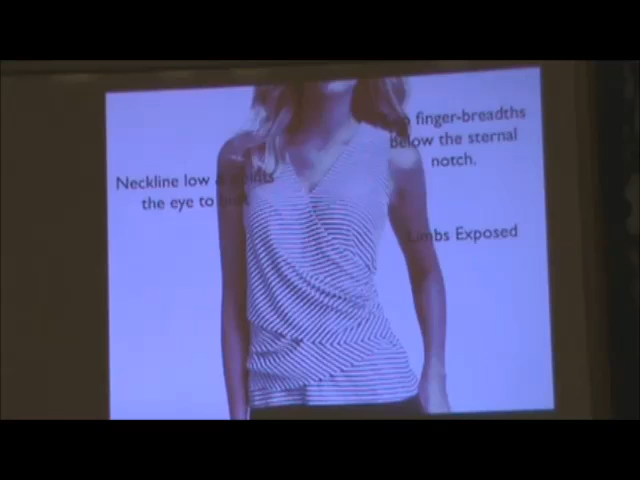 finger-breadths
below the sternal
notch.
Neckline low
the eye to
Limbs Exposed